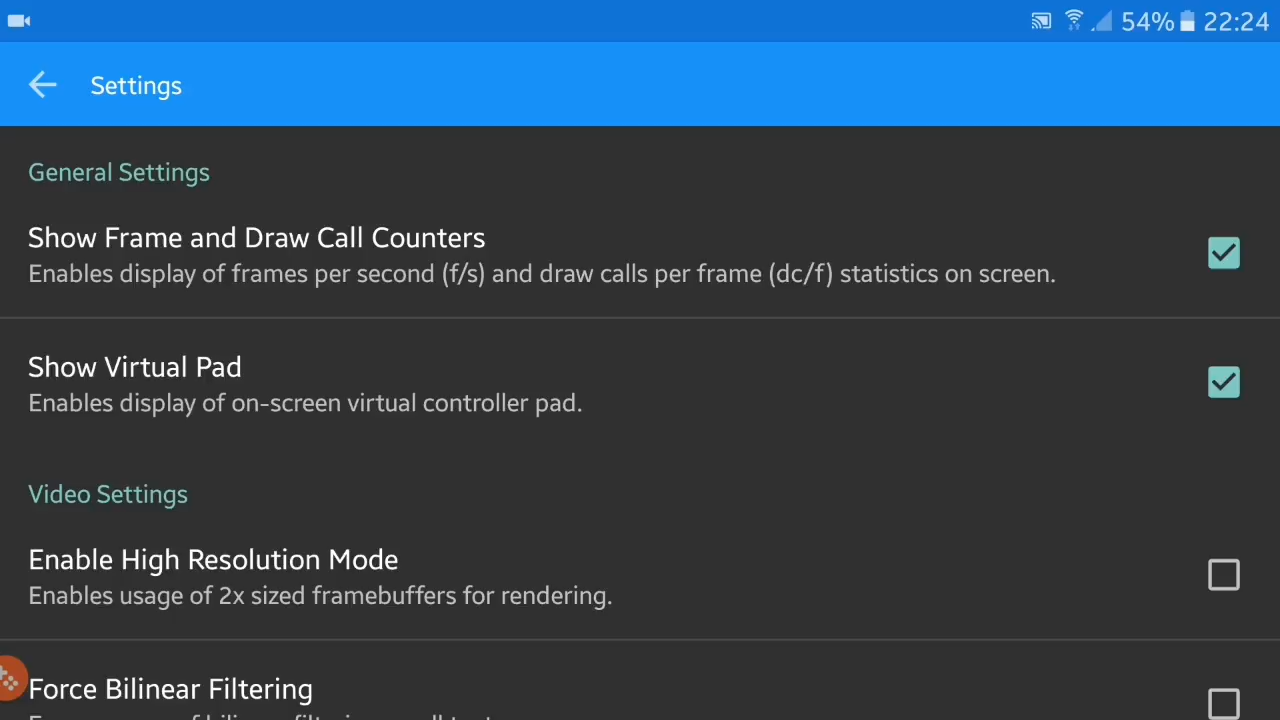 54% 22:24
Settings
General Settings
Show Frame and Draw Call Counters
Enables display of frames per second (f/s) and draw calls per frame (dc/f) statistics on screen.
Show Virtual Pad
Enables display of on-screen virtual controller pad.
Video Settings
Enable High Resolution Mode
Enables usage of 2x sized framebuffers for rendering.
Force Bilinear Filtering